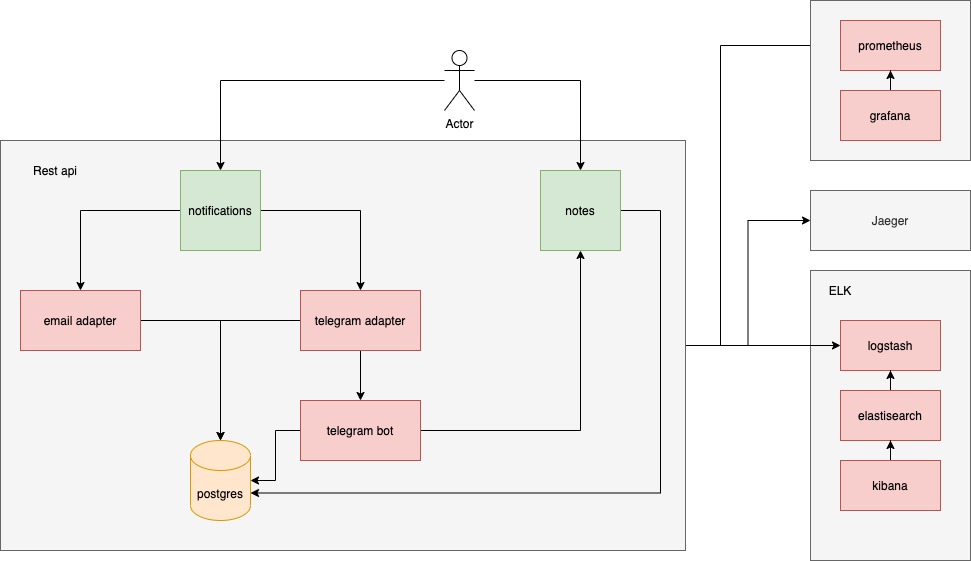 prometheus
grafana
Actor
Rest api
notifications
notes
Jaeger
email adapter
telegram adapter
ELK
logstash
telegram bot
elastisearch
postgres
kibana